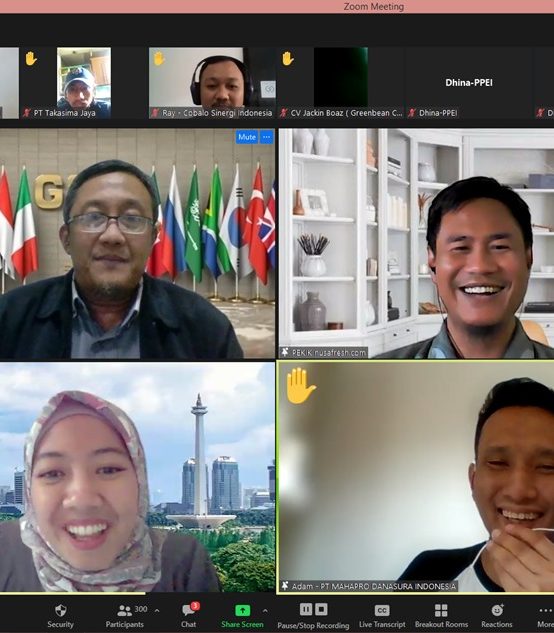 Zoom Meeting
Dhina-PPEI
PT Takasima Jaya
Ray - Cobalo Sinergi Indonesia
CV Jackin Boaz ( Greenbean C...
Dhina-PPEI
Mute
...
PEKIK nusafresh.com
Adam - PT MAHAPRO DANASURA INDONESIA
300
3
CC
Security
Participants
Chat
Share Screen
Pause/Stop Recording
Live Transcript
Breakout Rooms
Reactions